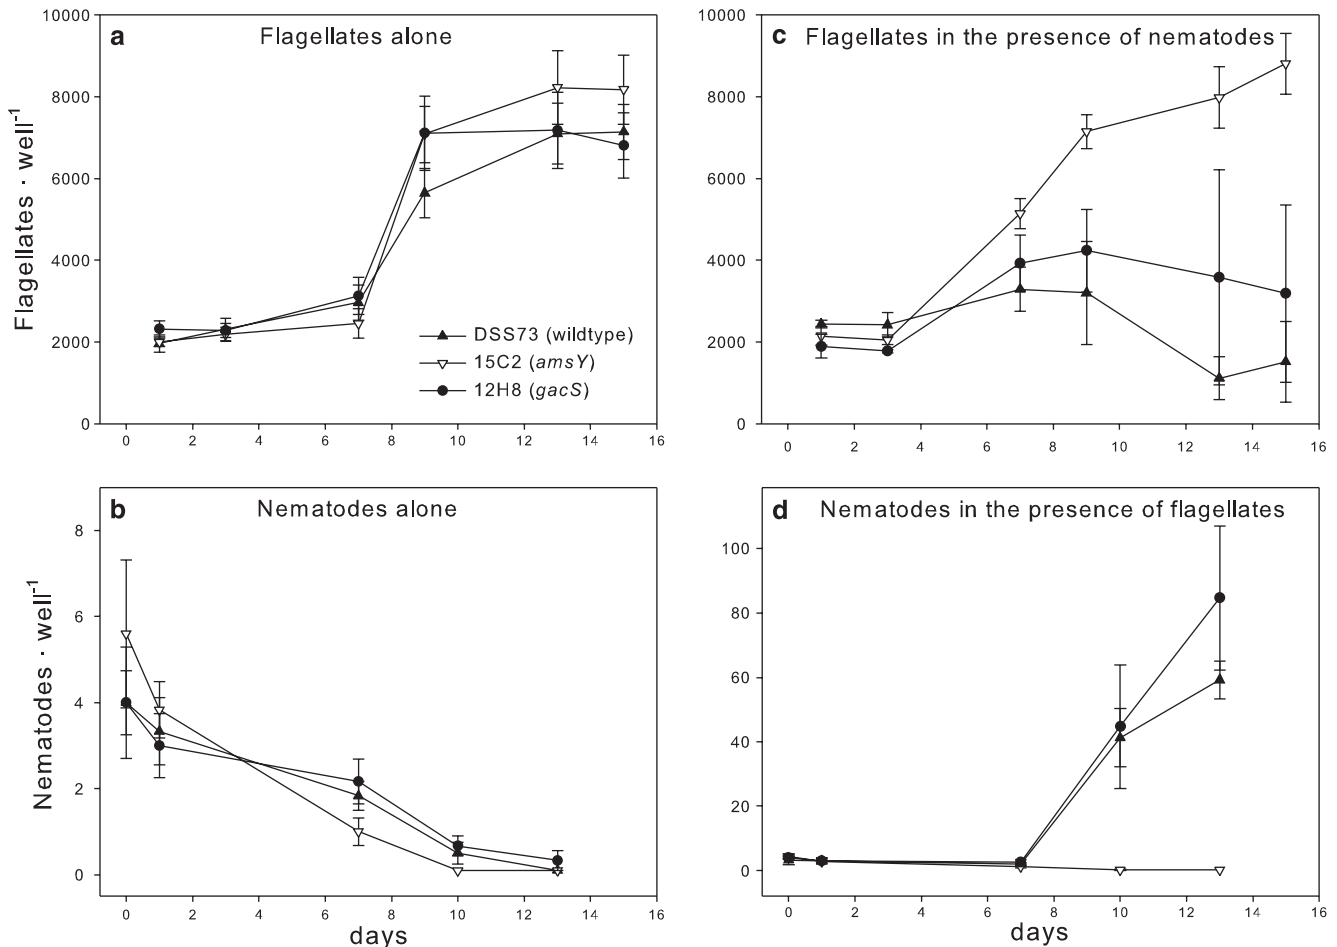 a Flagellates alone
10000
8000
6000
4000
2000
0
Flagellates · well⁻¹
DSS73 (wildtype)
15C2 (amsY)
12H8 (gacS)
0 2 4 6 8 10 12 14 16
c Flagellates in the presence of nematodes
10000
8000
6000
4000
2000
0
0 2 4 6 8 10 12 14 16
b Nematodes alone
8
6
4
2
0
Nematodes · well⁻¹
0 2 4 6 8 10 12 14 16
days
d Nematodes in the presence of flagellates
100
80
60
40
20
0
0 2 4 6 8 10 12 14 16
days